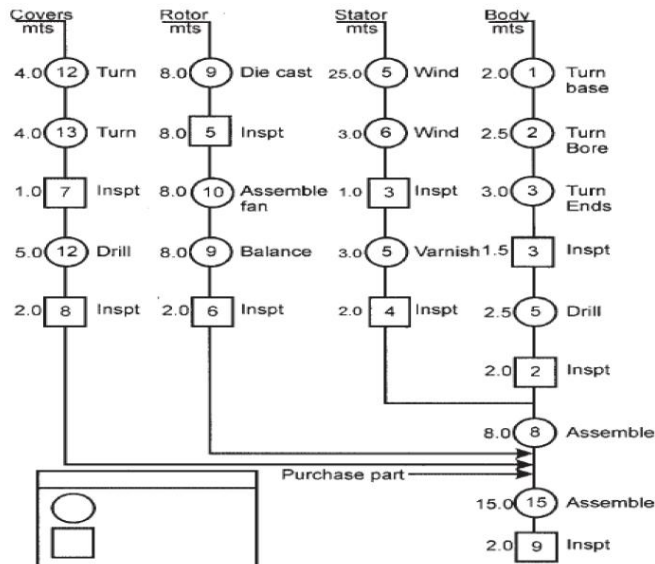 Covers Rotor Stator Body
mts mts mts mts
4.0 12 Turn 8.0 9 Die cast 25.0 5 Wind 2.0 1 Turn base
4.0 13 Turn 8.0 5 Inspt 3.0 6 Wind 2.5 2 Turn Bore
1.0 7 Inspt 8.0 10 Assemble fan 1.0 3 Inspt 3.0 3 Turn Ends
5.0 12 Drill 8.0 9 Balance 3.0 5 Varnish 1.5 3 Inspt
2.0 8 Inspt 2.0 6 Inspt 2.0 4 Inspt 2.5 5 Drill
2.0 2 Inspt
8.0 8 Assemble
Purchase part
15.0 15 Assemble
2.0 9 Inspt